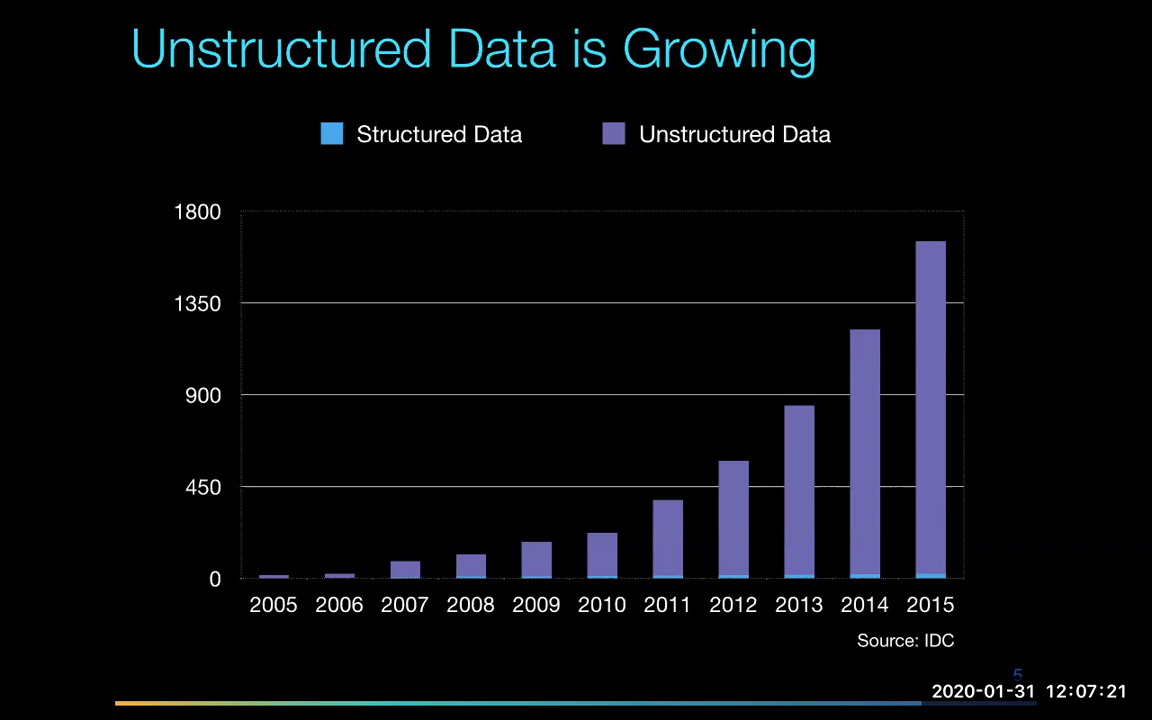 Unstructured Data is Growing
Structured Data Unstructured Data
1800
1350
900
450
0
2005 2006 2007 2008 2009 2010 2011 2012 2013 2014 2015
Source: IDC
5
2020-01-31 12:07:21